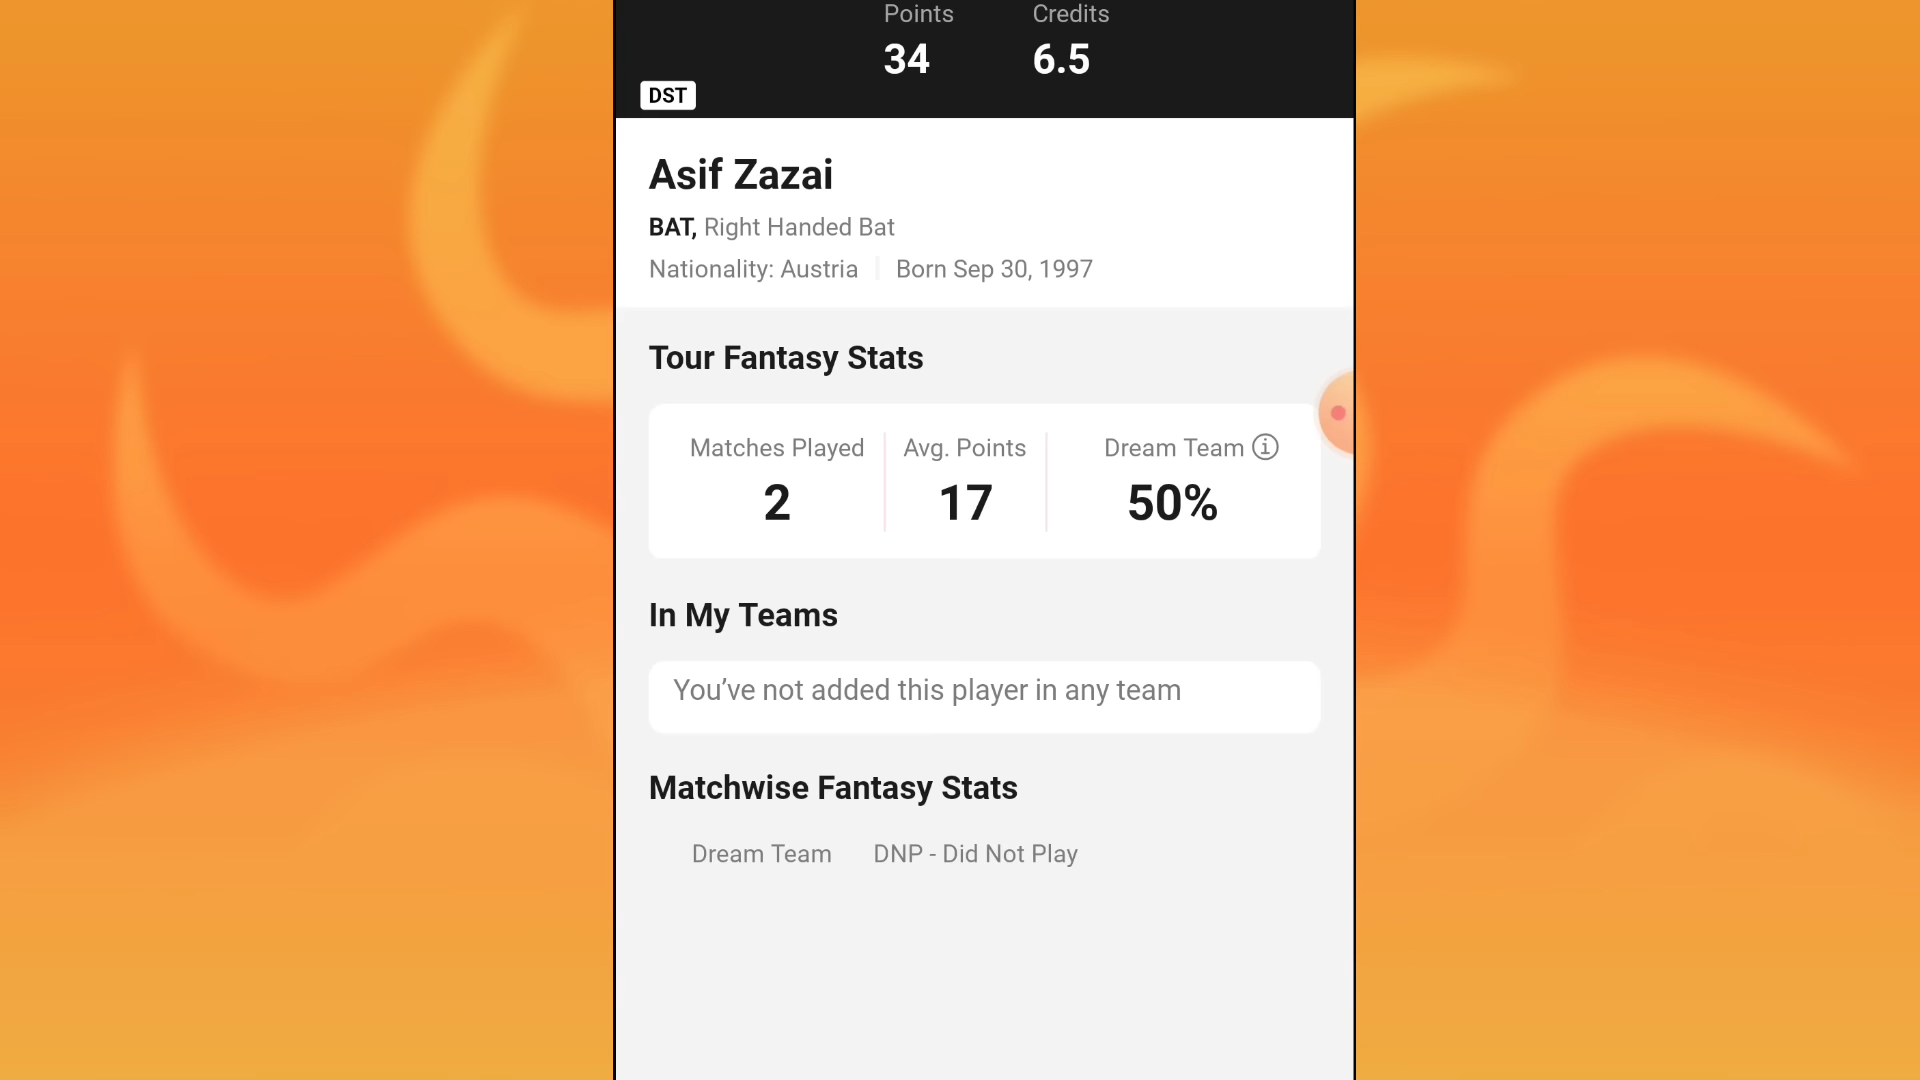 Points Credits
34 6.5
DST
Asif Zazai
BAT, Right Handed Bat
Nationality: Austria Born Sep 30, 1997
Tour Fantasy Stats
Matches Played Avg. Points Dream Team
2 17 50%
In My Teams
You’ve not added this player in any team
Matchwise Fantasy Stats
Dream Team DNP - Did Not Play